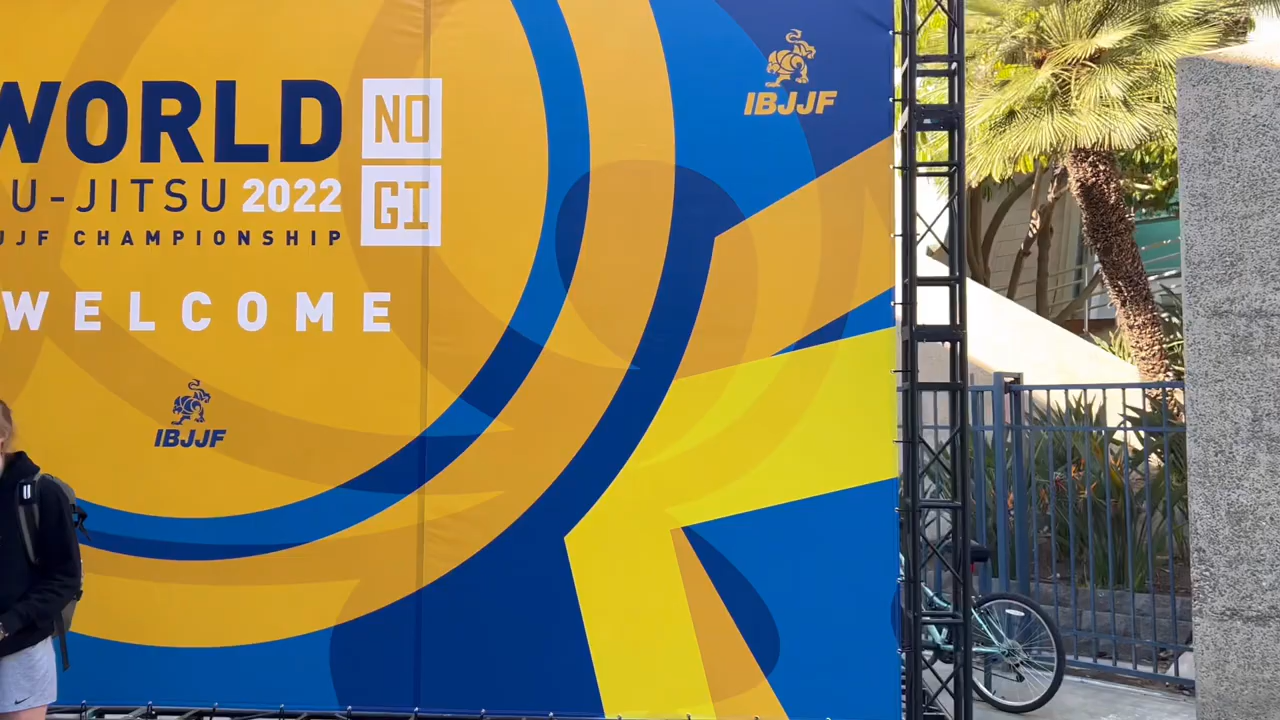 WORLD
U-JITSU 2022
JJF CHAMPIONSHIP
NO
GI
WELCOME
IBJJF
IBJJF